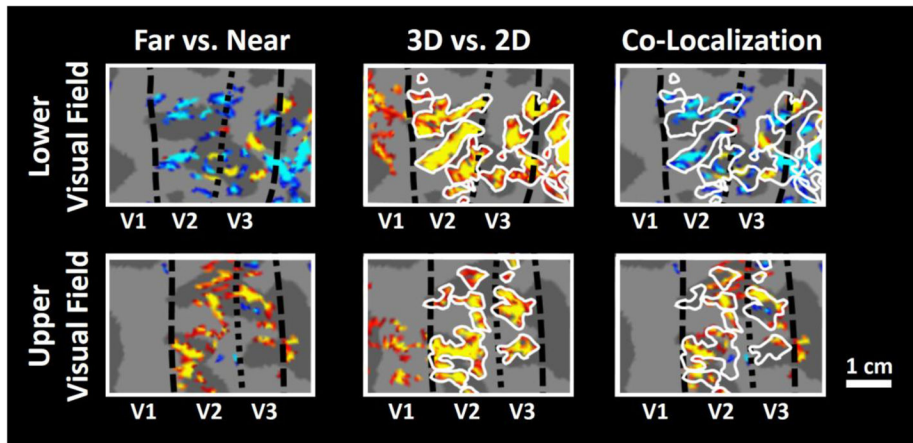 Far vs. Near
3D vs. 2D
Co-Localization
Lower
Visual Field
V1 V2 V3
V1 V2 V3
V1 V2 V3
Upper
Visual Field
V1 V2 V3
V1 V2 V3
V1 V2 V3
1 cm